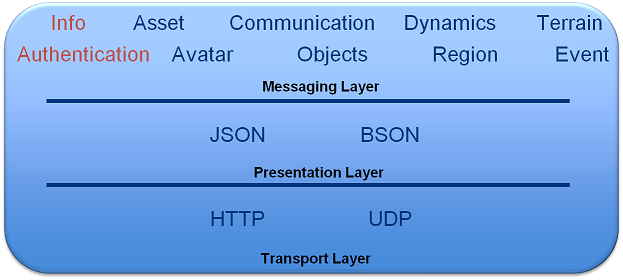 Info Asset Communication Dynamics Terrain
Authentication Avatar Objects Region Event
Messaging Layer
JSON BSON
Presentation Layer
HTTP UDP
Transport Layer